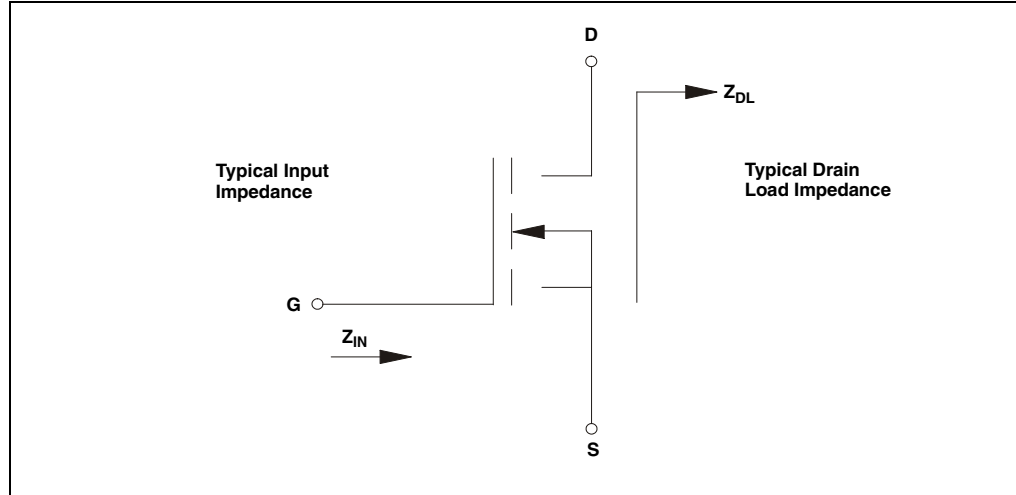 D
Z_DL
Typical Input
Impedance
Typical Drain
Load Impedance
G
Z_IN
S